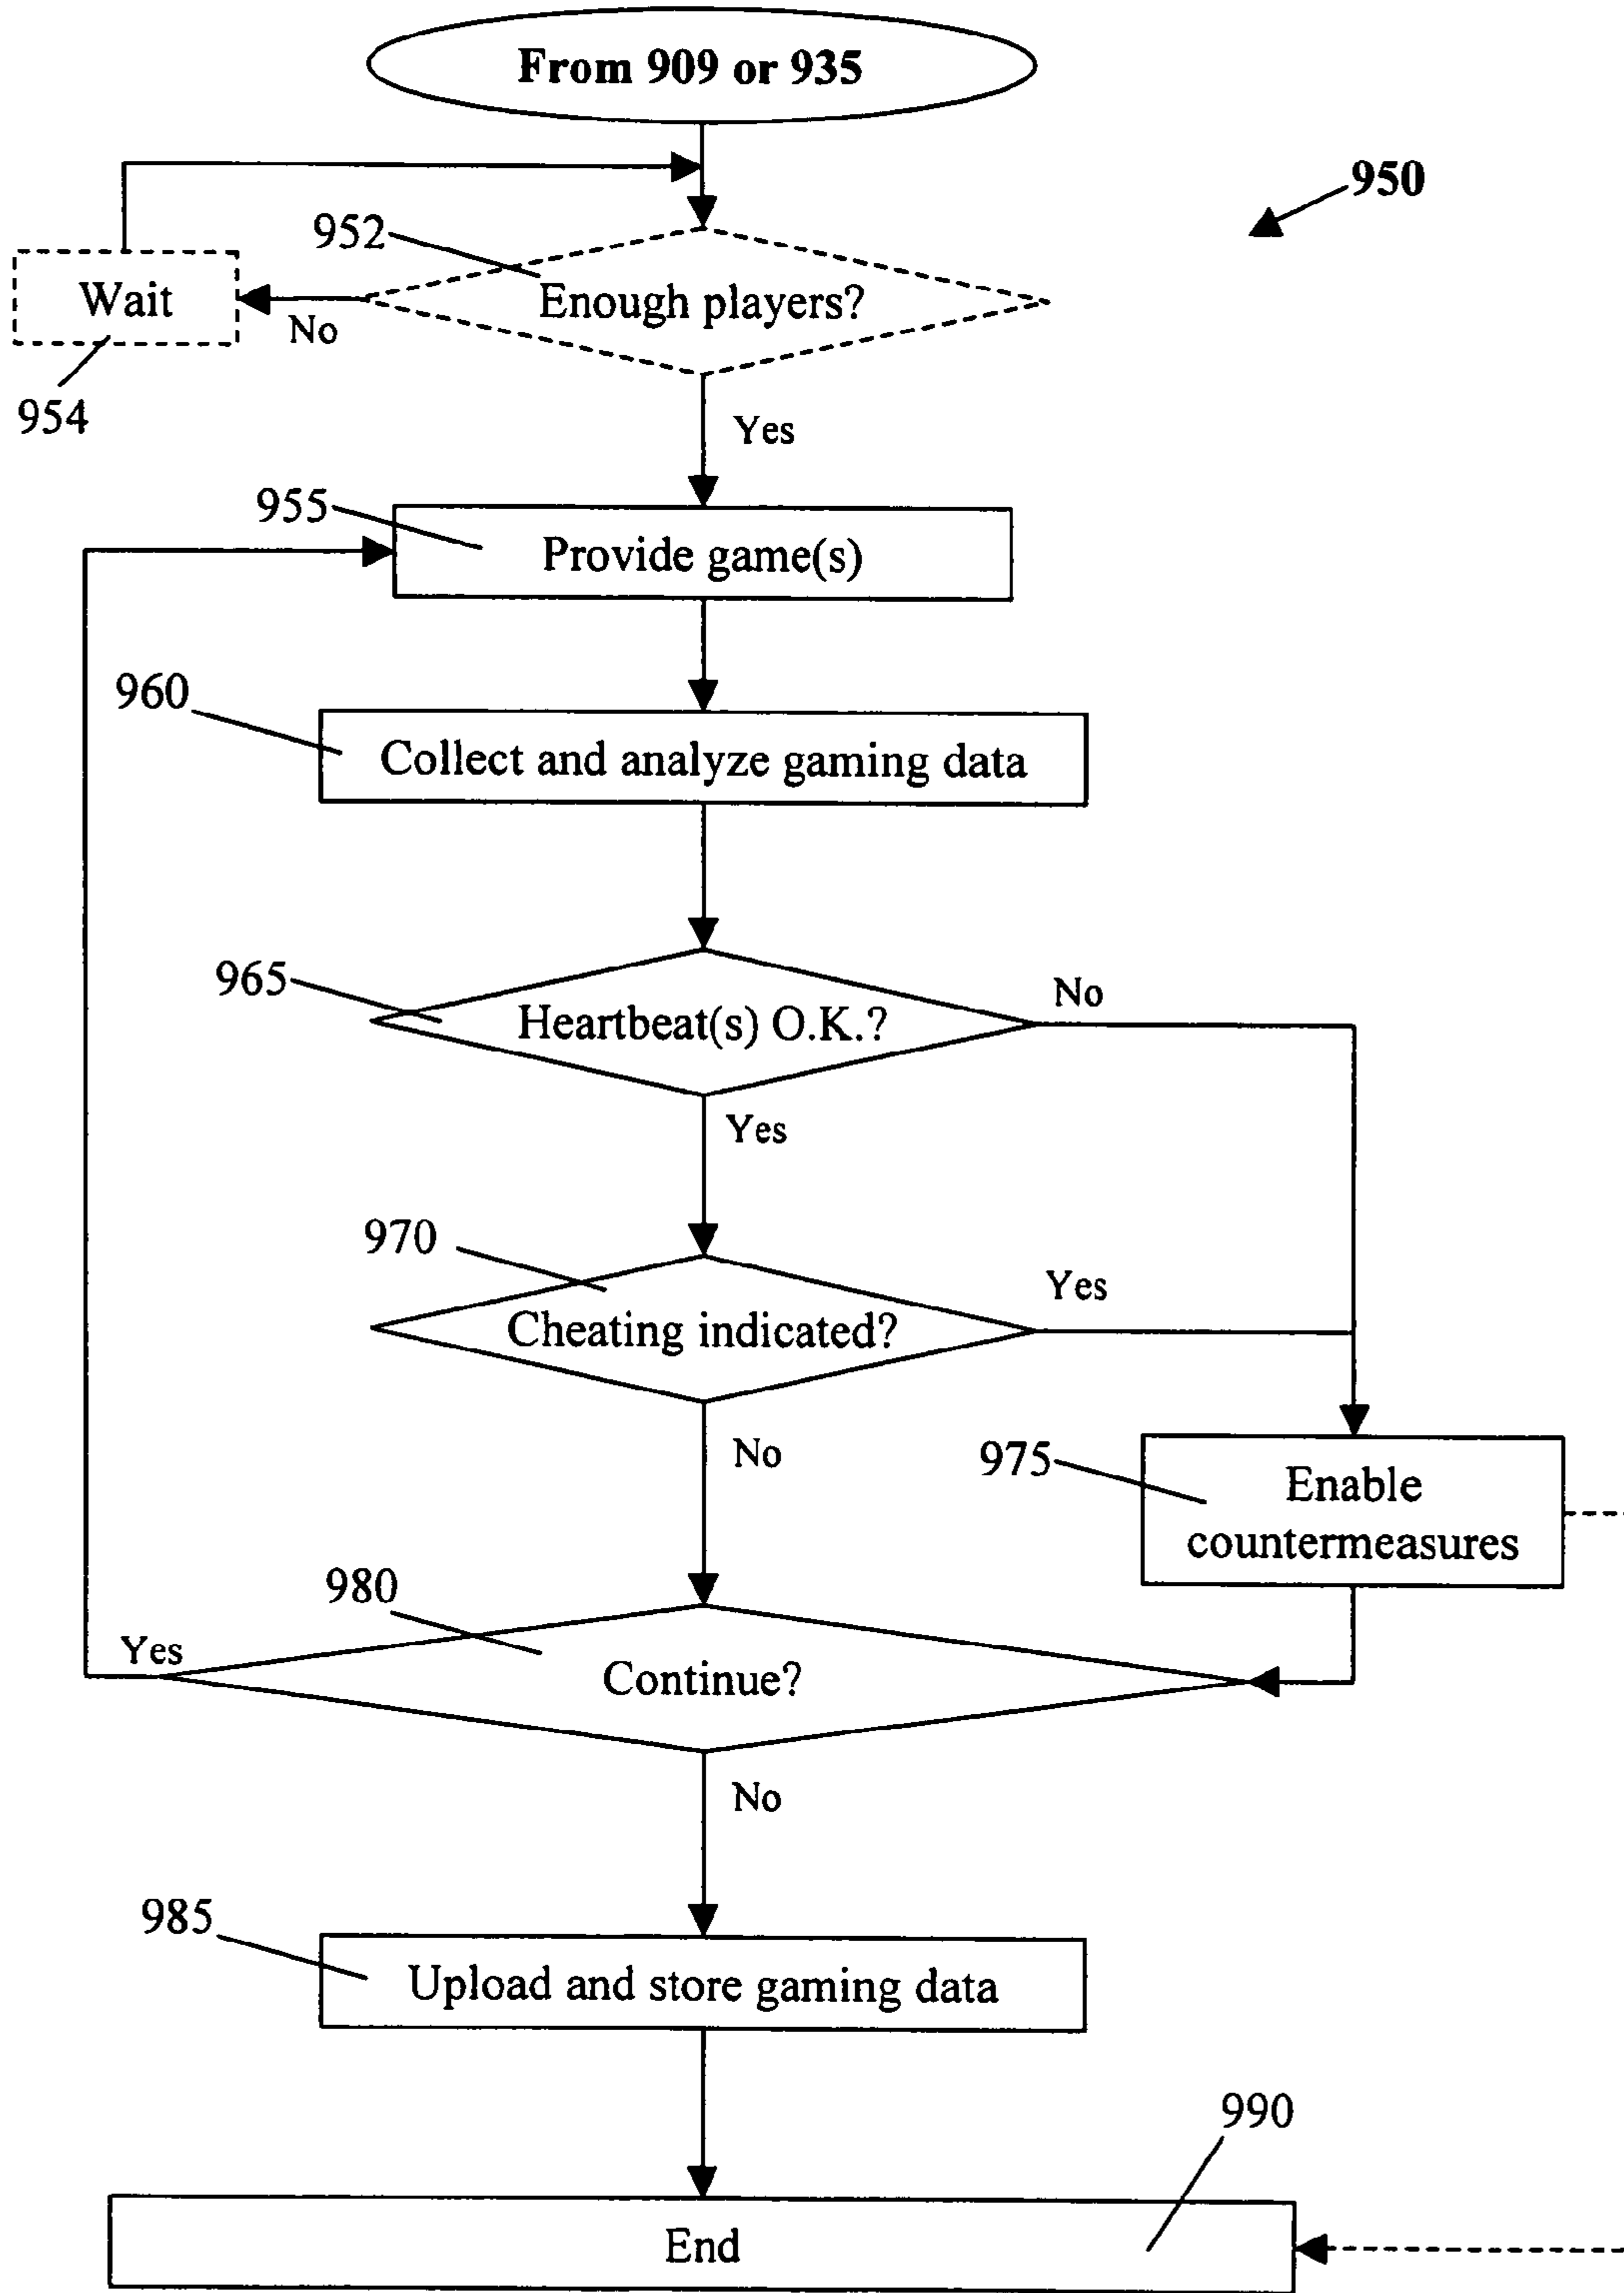 From 909 or 935
950
952
Enough players?
Wait
No
954
Yes
955
Provide game(s)
960
Collect and analyze gaming data
965
Heartbeat(s) O.K.?
No
Yes
970
Cheating indicated?
Yes
No
975
Enable
countermeasures
980
Yes
Continue?
No
985
Upload and store gaming data
990
End